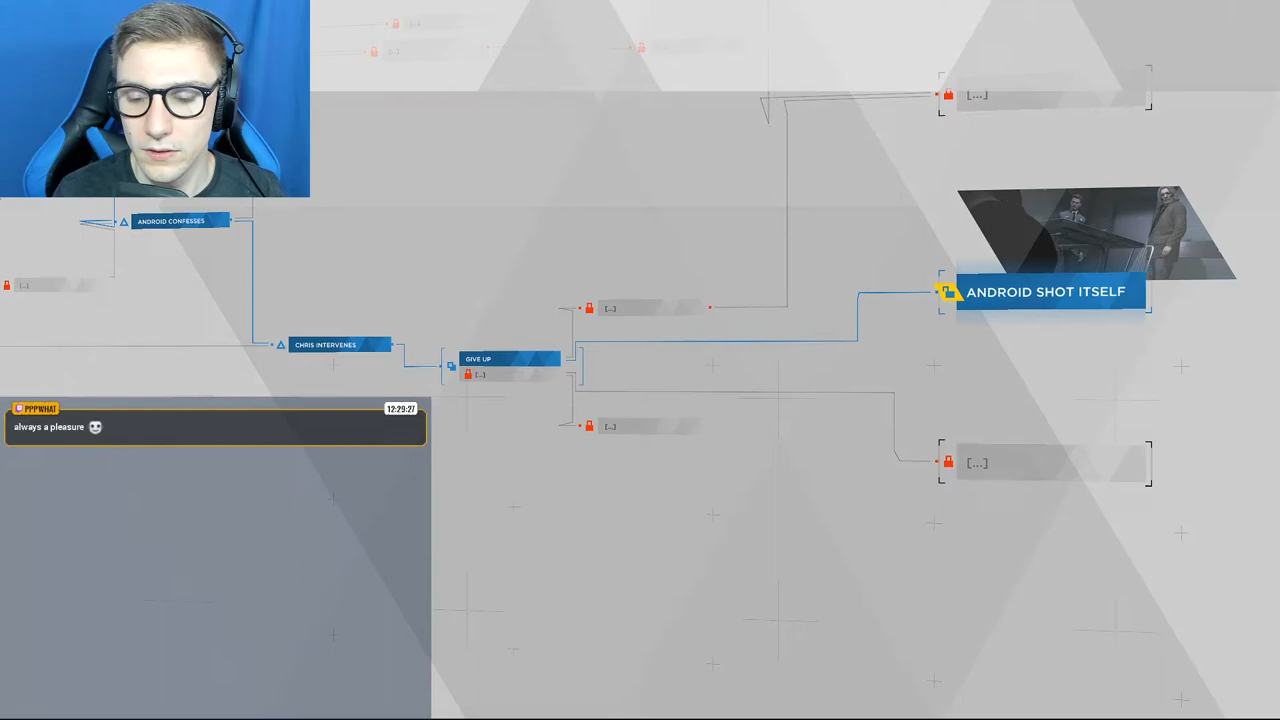 [...]
[...]
[...]
ANDROID CONFESSES
[...]
ANDROID SHOT ITSELF
[...]
CHRIS INTERVENES
GIVE UP
[...]
PPPWHAT 12:29:27
always a pleasure
[...]
[...]